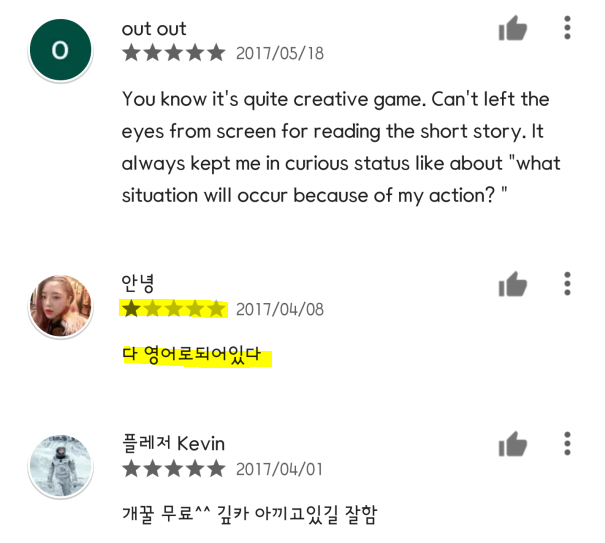 out out
2017/05/18
You know it's quite creative game. Can't left the
eyes from screen for reading the short story. It
always kept me in curious status like about "what
situation will occur because of my action? "
안녕
2017/04/08
다 영어로되어있다
플레저 Kevin
2017/04/01
개꿀 무료^^ 깊카 아끼고있길 잘함